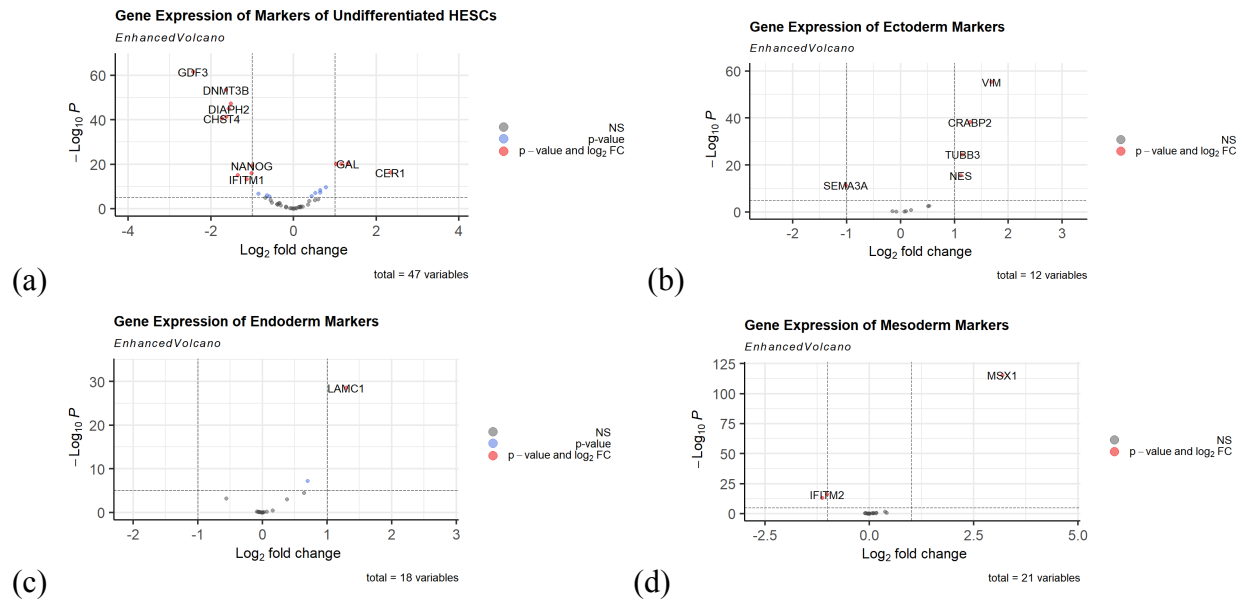 Gene Expression of Markers of Undifferentiated HESCs
EnhancedVolcano
− Log10 P
60
40
20
0
GDF3
DNMT3B
DIAPH2
CHST4
NANOG
IFITM1
GAL
CER1
−4
−2
0
2
4
Log2 fold change
NS
p-value
p − value and log2 FC
total = 47 variables
(a)
Gene Expression of Ectoderm Markers
EnhancedVolcano
− Log10 P
60
40
20
0
VIM
CRABP2
TUBB3
NES
SEMA3A
−2
−1
0
1
2
3
Log2 fold change
NS
p − value and log2 FC
total = 12 variables
(b)
Gene Expression of Endoderm Markers
EnhancedVolcano
− Log10 P
30
20
10
0
LAMC1
−2
−1
0
1
2
3
Log2 fold change
NS
p-value
p − value and log2 FC
total = 18 variables
(c)
Gene Expression of Mesoderm Markers
EnhancedVolcano
− Log10 P
125
100
75
50
25
0
MSX1
IFITM2
−2.5
0.0
2.5
5.0
Log2 fold change
NS
p − value and log2 FC
total = 21 variables
(d)